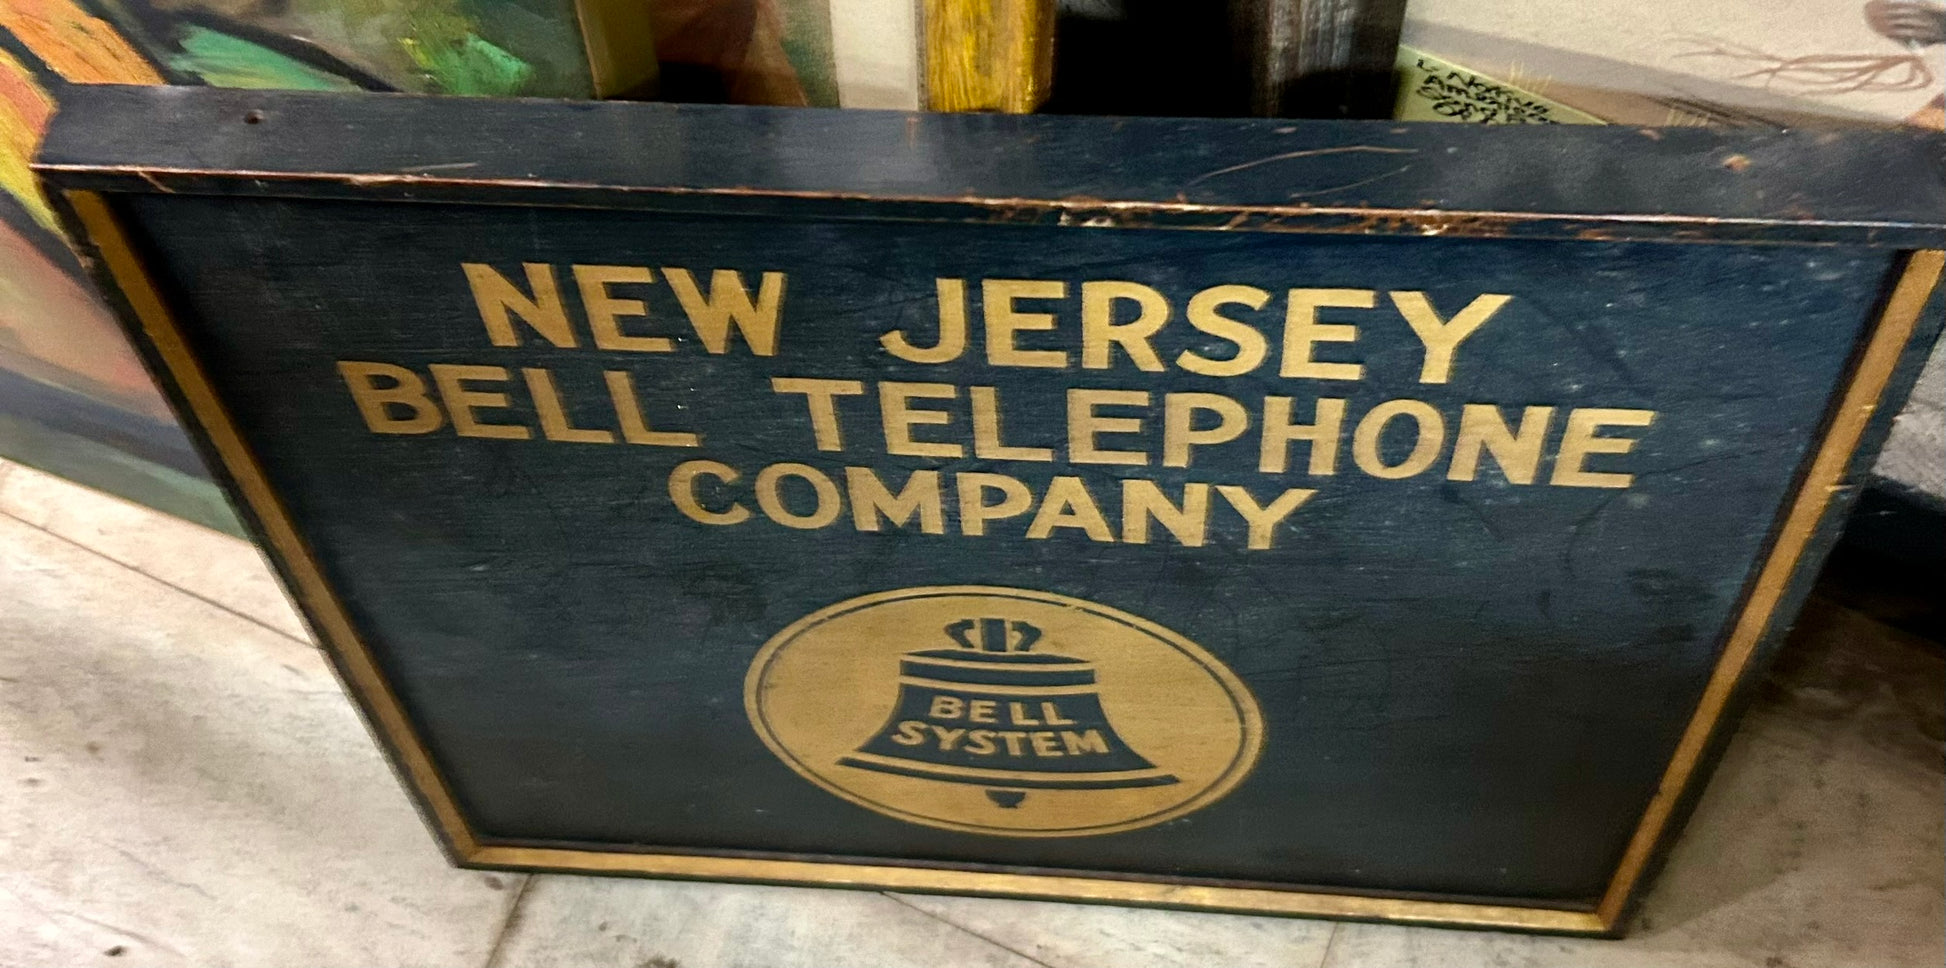 NEW JERSEY
BELL TELEPHONE
COMPANY
BELL
SYSTEM